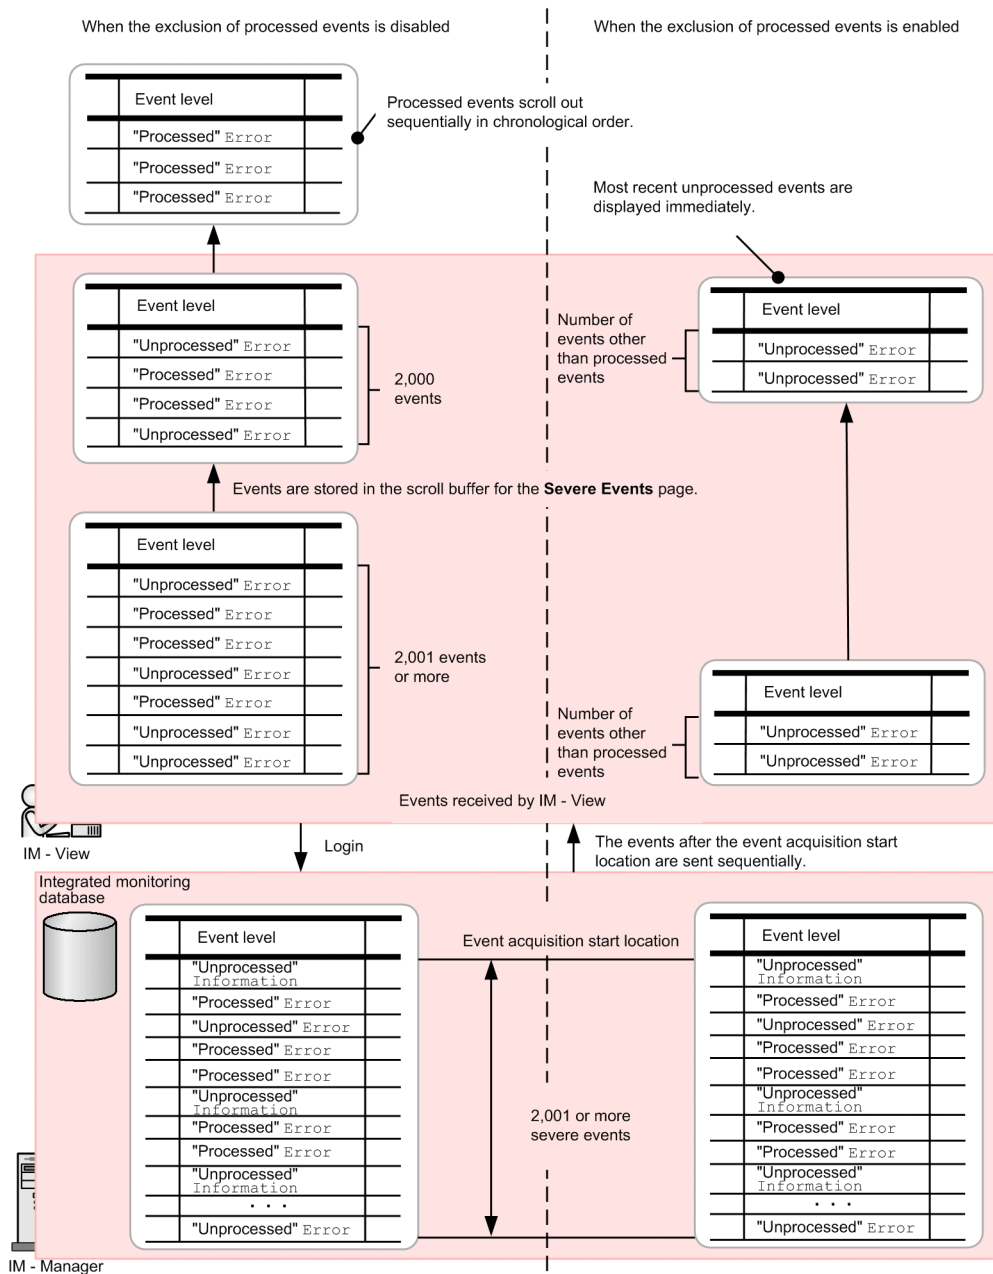 When the exclusion of processed events is disabled
When the exclusion of processed events is enabled
Event level
"Processed" Error
"Processed" Error
"Processed" Error
Processed events scroll out
sequentially in chronological order.
Most recent unprocessed events are
displayed immediately.
Event level
"Unprocessed" Error
"Processed" Error
"Processed" Error
"Unprocessed" Error
2,000
events
Number of
events other
than processed
events
Event level
"Unprocessed" Error
"Unprocessed" Error
Events are stored in the scroll buffer for the Severe Events page.
Event level
"Unprocessed" Error
"Processed" Error
"Processed" Error
"Unprocessed" Error
"Processed" Error
"Unprocessed" Error
"Unprocessed" Error
2,001 events
or more
Number of
events other
than processed
events
Event level
"Unprocessed" Error
"Unprocessed" Error
Events received by IM - View
IM - View
Login
The events after the event acquisition start
location are sent sequentially.
Integrated monitoring
database
Event level
"Unprocessed"
Information
"Processed" Error
"Unprocessed" Error
"Processed" Error
"Processed" Error
"Unprocessed"
Information
"Processed" Error
"Processed" Error
"Unprocessed"
Information
. . .
"Unprocessed" Error
Event acquisition start location
2,001 or more
severe events
Event level
"Unprocessed"
Information
"Processed" Error
"Unprocessed" Error
"Processed" Error
"Processed" Error
"Unprocessed"
Information
"Processed" Error
"Processed" Error
"Unprocessed"
Information
. . .
"Unprocessed" Error
IM - Manager